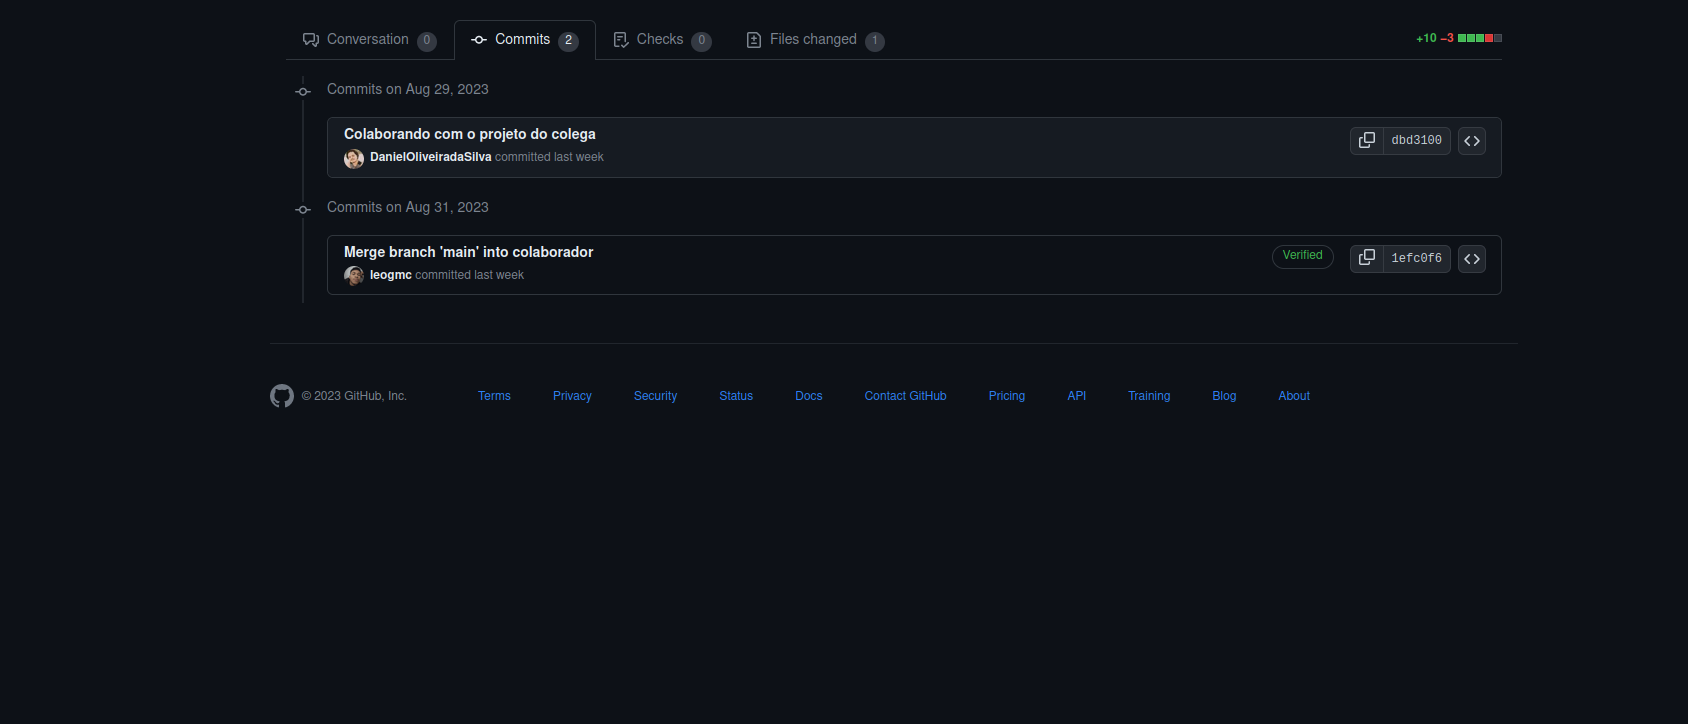 Conversation 0 Commits 2 Checks 0 Files changed 1 +10 −3
Commits on Aug 29, 2023
Colaborando com o projeto do colega
dbd3100
DanielOliveiradaSilva committed last week
Commits on Aug 31, 2023
Merge branch 'main' into colaborador
Verified 1efc0f6
leogmc committed last week
© 2023 GitHub, Inc. Terms Privacy Security Status Docs Contact GitHub Pricing API Training Blog About